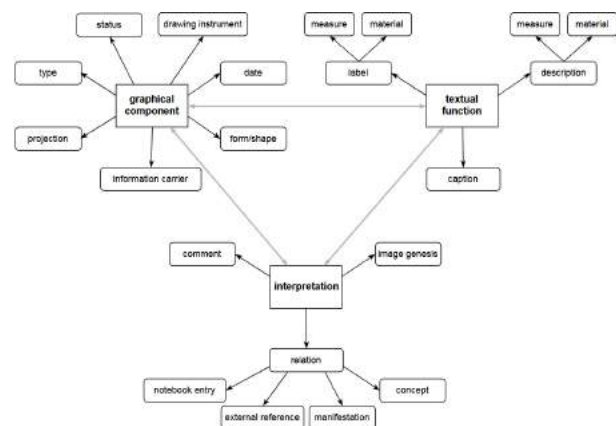 status
drawing instrument
measure
material
measure
material
type
date
label
description
graphical
component
textual
function
projection
form/shape
information carrier
caption
comment
image genesis
interpretation
relation
notebook entry
concept
external reference
manifestation